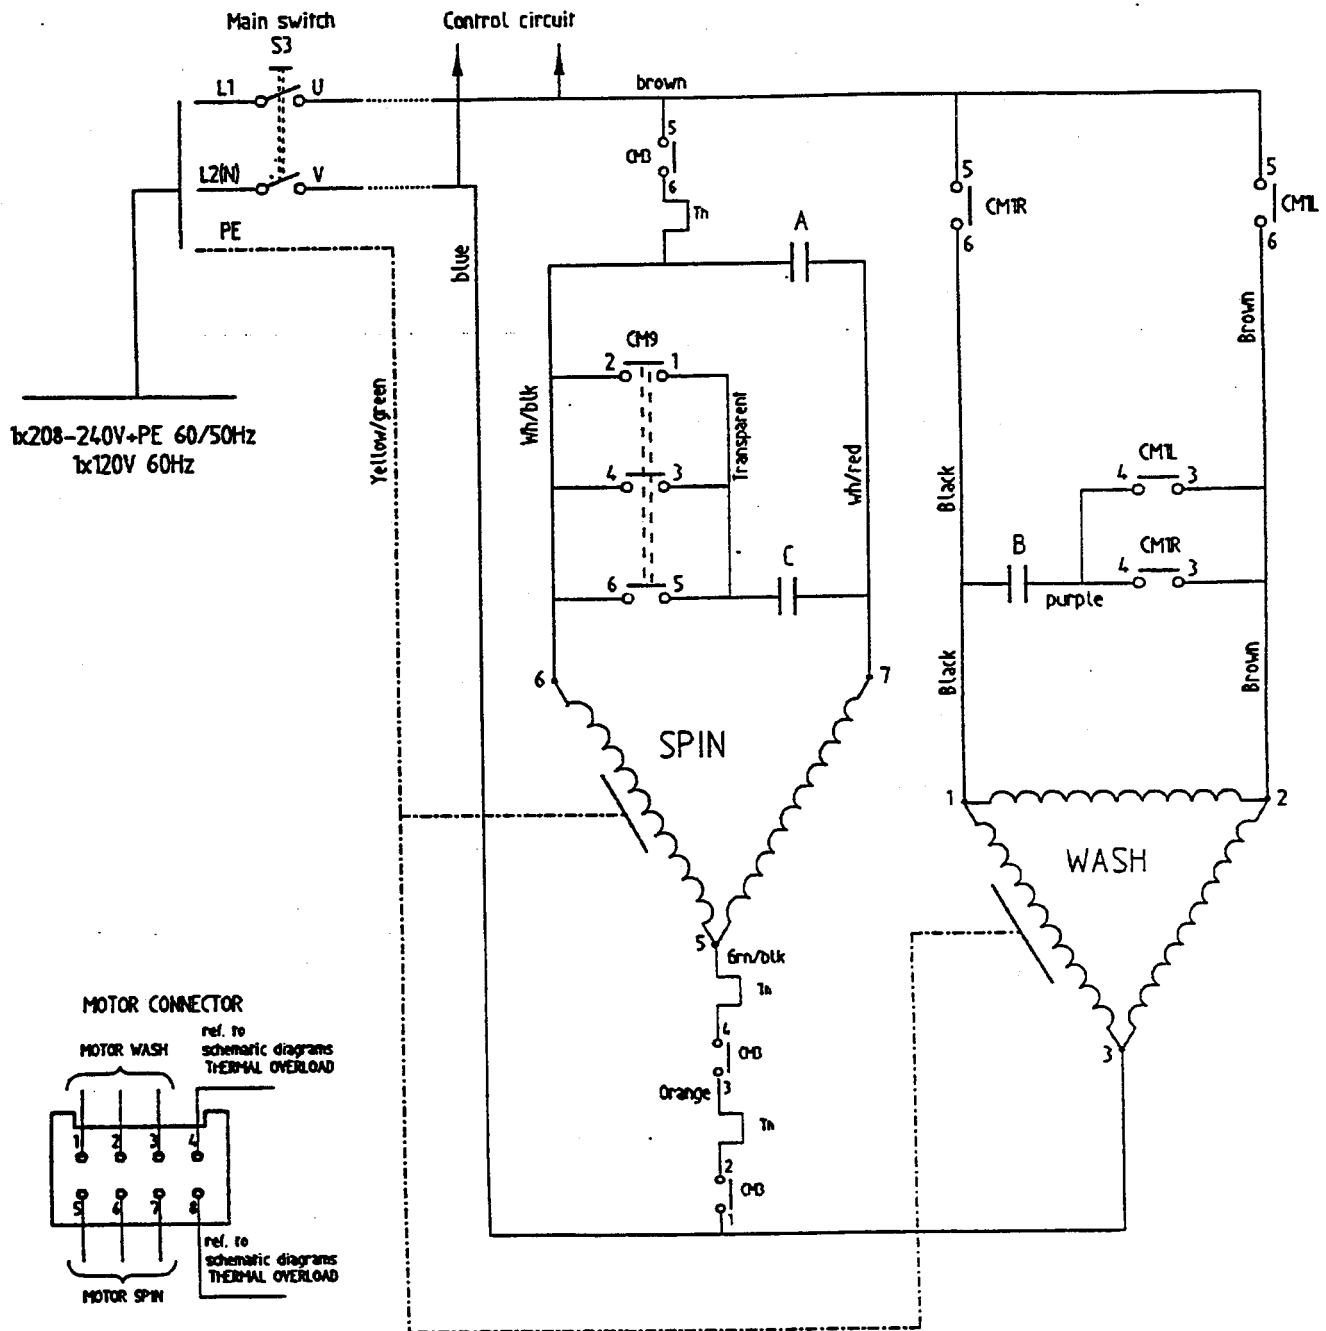 Main switch
S3
Control circuit
L1
U
brown
L2(N)
V
PE
5
CM3
6
Th
A
5
CM1R
6
5
CM1L
6
blue
Brown
CM9
2
1
Wh/blk
Transparent
Yellow/green
4
3
Wh/red
1x208-240V+PE 60/50Hz
1x120V 60Hz
CM1L
4
3
Black
CM1R
4
3
B
purple
C
6
5
Black
Brown
6
7
SPIN
1
2
WASH
5
Grn/blk
Th
4
CM3
3
Orange
Th
2
CM3
1
3
MOTOR CONNECTOR
ref. to
schematic diagrams
THERMAL OVERLOAD
MOTOR WASH
1 2 3 4
5 6 7 8
ref. to
schematic diagrams
THERMAL OVERLOAD
MOTOR SPIN